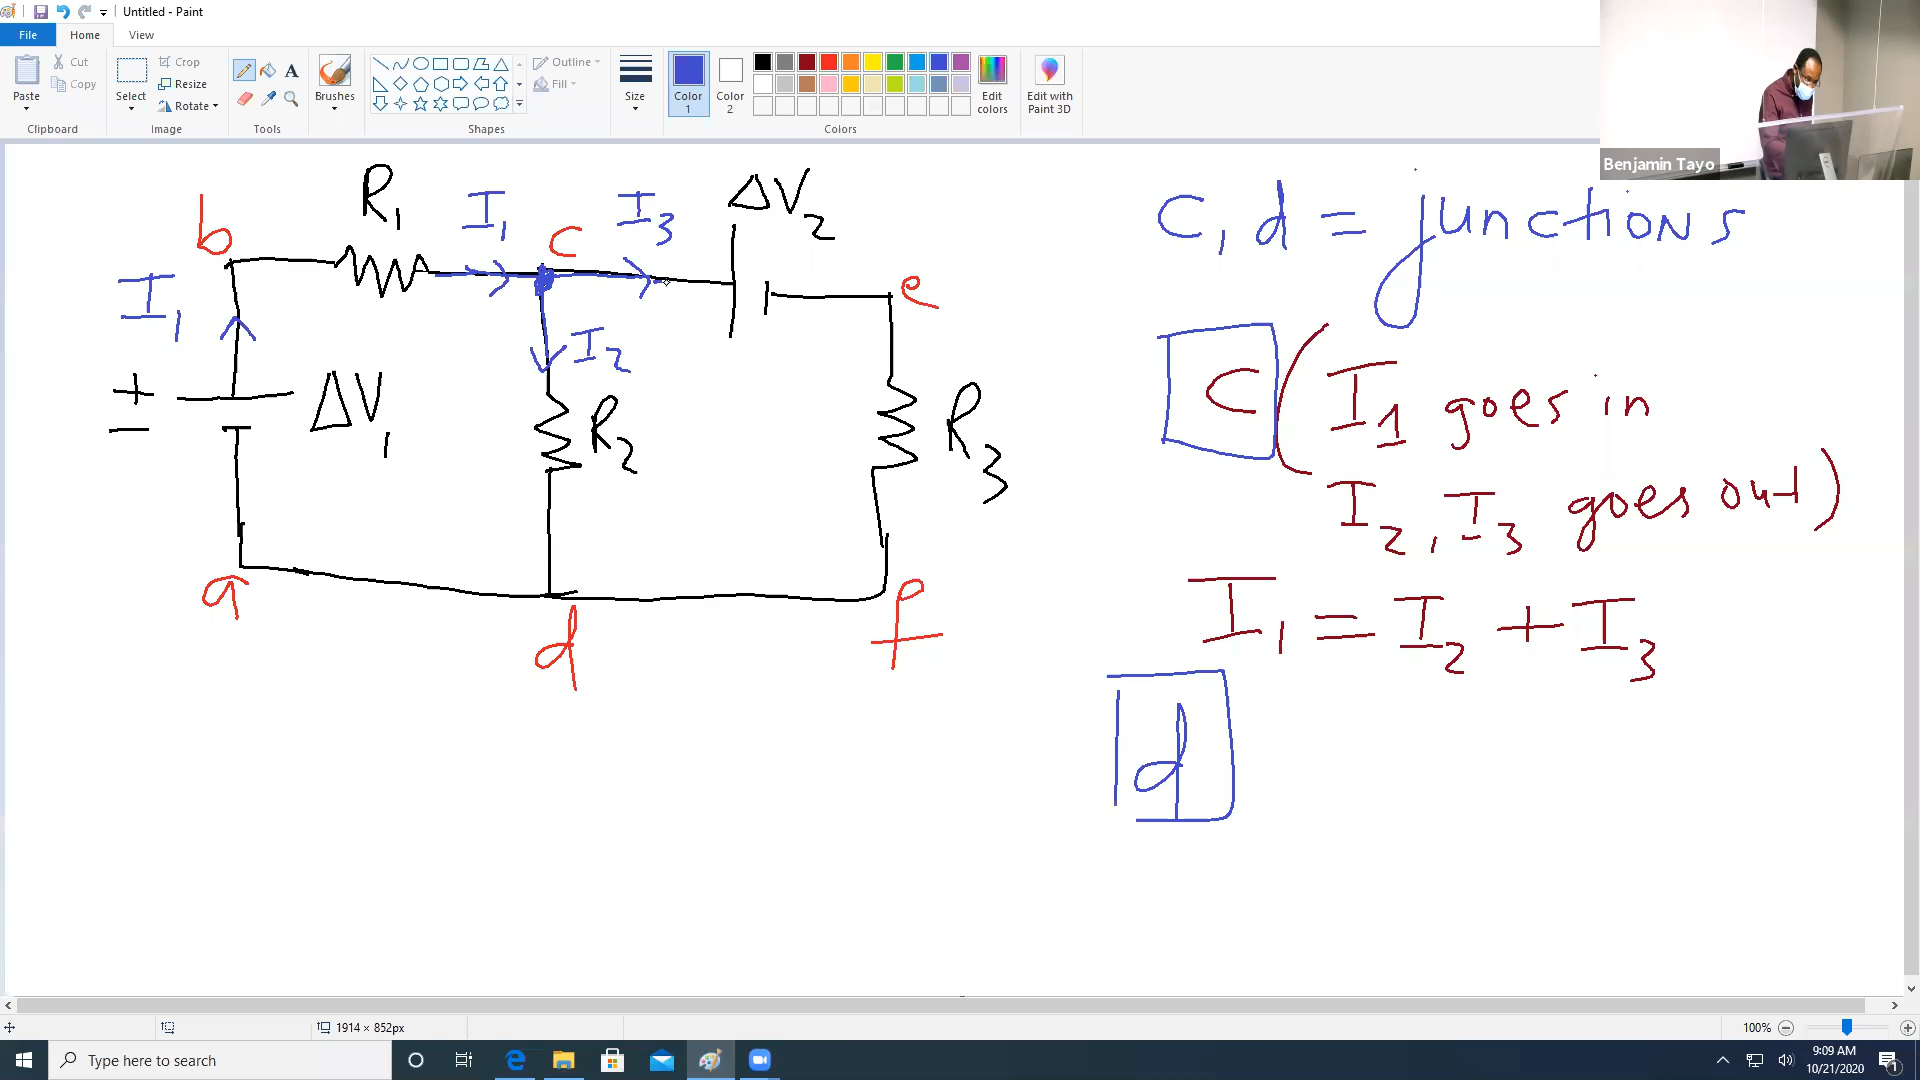 Untitled - Paint
File Home View
Paste Cut Copy Clipboard
Select Crop Resize Rotate Image
Tools
Brushes
Shapes
Outline Fill
Size
Color 1 Color 2
Colors
Edit colors
Edit with Paint 3D
Benjamin Tayo
R1 I1 c I3 ΔV2
b e
I1 I2
+ − ΔV1 R2 R3
a d f
c, d = junctions
C (I1 goes in
I2, I3 goes out)
I1 = I2 + I3
d
1914 × 852px
100%
Type here to search
9:09 AM
10/21/2020
1